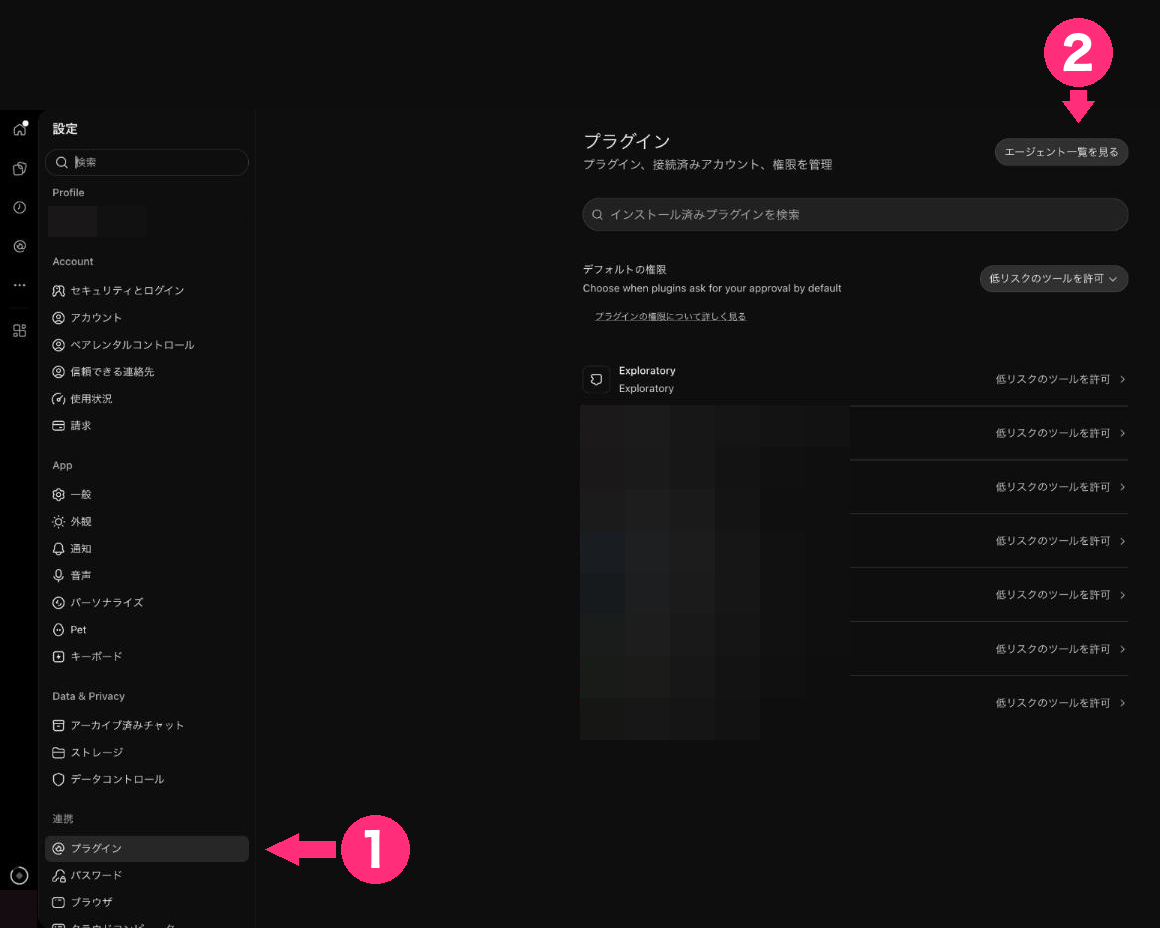 2
設定
検索
Profile
Account
セキュリティとログイン
アカウント
ペアレンタルコントロール
信頼できる連絡先
使用状況
請求
App
一般
外観
通知
音声
パーソナライズ
Pet
キーボード
Data & Privacy
アーカイブ済みチャット
ストレージ
データコントロール
連携
プラグイン
パスワード
ブラウザ
1
プラグイン
プラグイン、接続済みアカウント、権限を管理
エージェント一覧を見る
インストール済みプラグインを検索
デフォルトの権限
Choose when plugins ask for your approval by default
低リスクのツールを許可
プラグインの権限について詳しく見る
Exploratory
Exploratory
低リスクのツールを許可
低リスクのツールを許可
低リスクのツールを許可
低リスクのツールを許可
低リスクのツールを許可
低リスクのツールを許可
低リスクのツールを許可